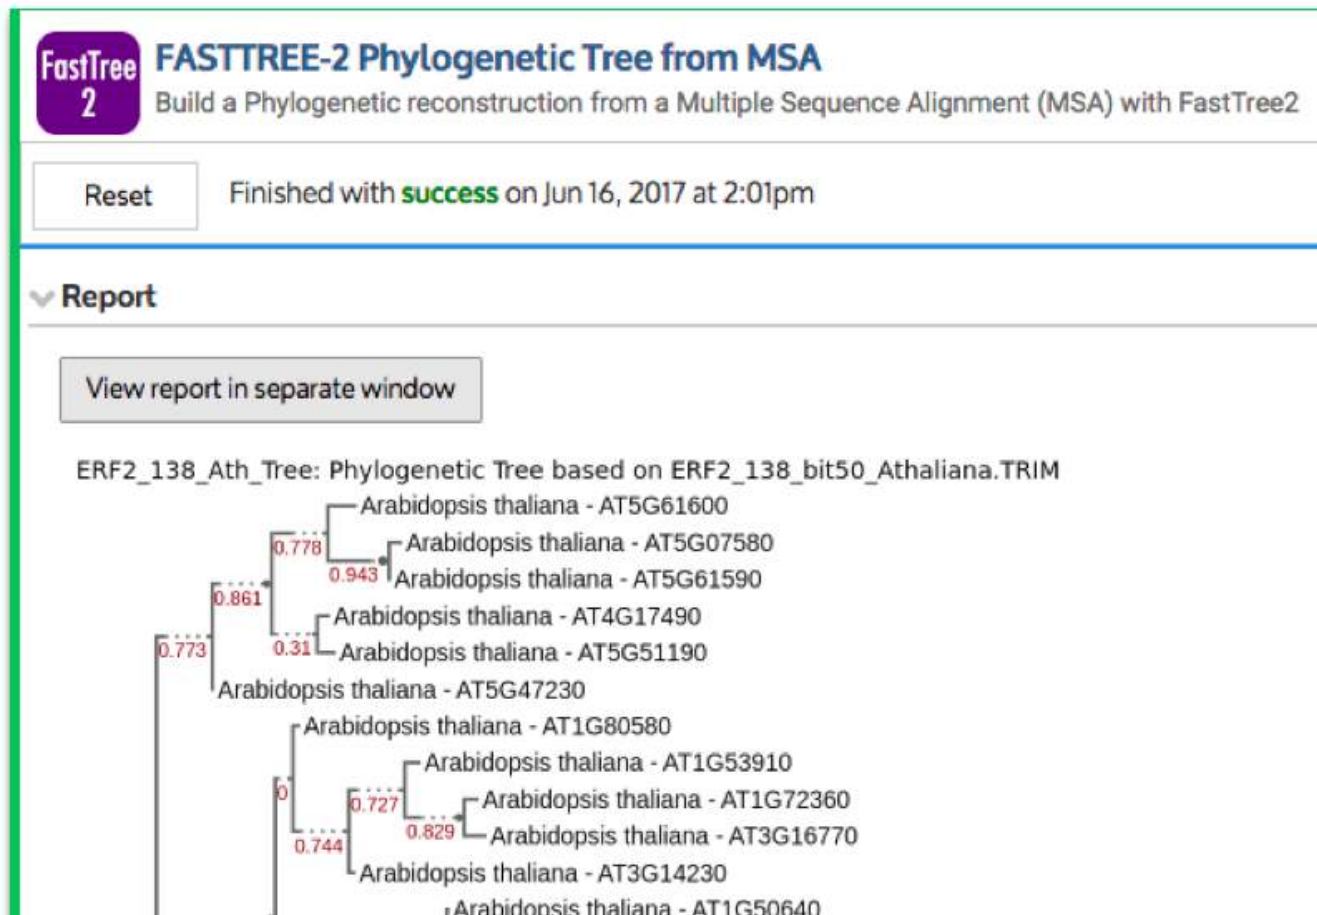 FastTree
2
FASTTREE-2 Phylogenetic Tree from MSA
Build a Phylogenetic reconstruction from a Multiple Sequence Alignment (MSA) with FastTree2
Reset
Finished with success on Jun 16, 2017 at 2:01pm
Report
View report in separate window
ERF2_138_Ath_Tree: Phylogenetic Tree based on ERF2_138_bit50_Athaliana.TRIM
Arabidopsis thaliana - AT5G61600
0.778
Arabidopsis thaliana - AT5G07580
0.943
Arabidopsis thaliana - AT5G61590
0.861
Arabidopsis thaliana - AT4G17490
0.31
Arabidopsis thaliana - AT5G51190
0.773
Arabidopsis thaliana - AT5G47230
Arabidopsis thaliana - AT1G80580
Arabidopsis thaliana - AT1G53910
0
0.727
Arabidopsis thaliana - AT1G72360
0.829
Arabidopsis thaliana - AT3G16770
0.744
Arabidopsis thaliana - AT3G14230
Arabidopsis thaliana - AT1G50640